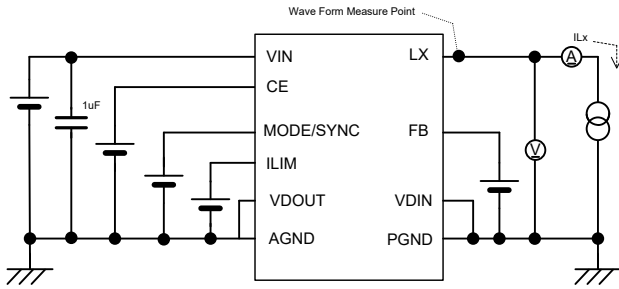 Wave Form Measure Point
ILx
VIN
LX
A
CE
1uF
MODE/SYNC
FB
V
ILIM
VDOUT
VDIN
AGND
PGND